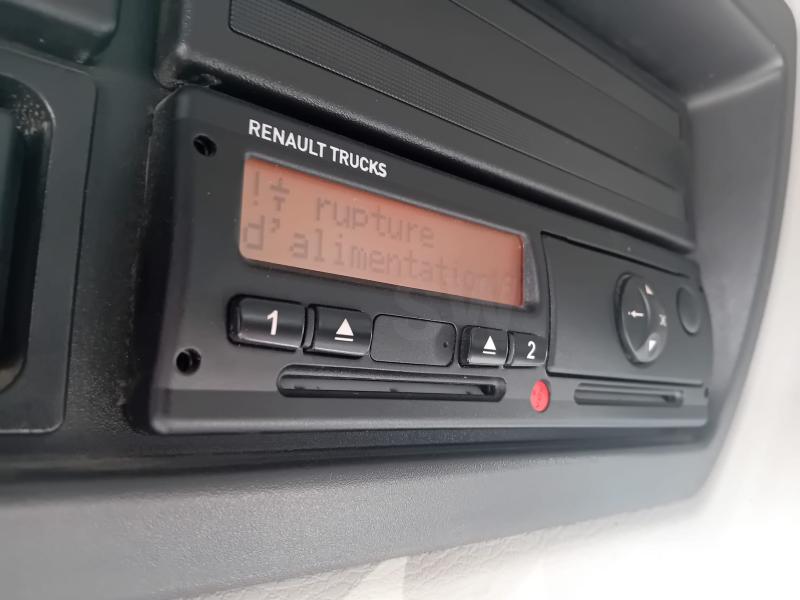 RENAULT TRUCKS
! rupture
d'alimentation
1
2